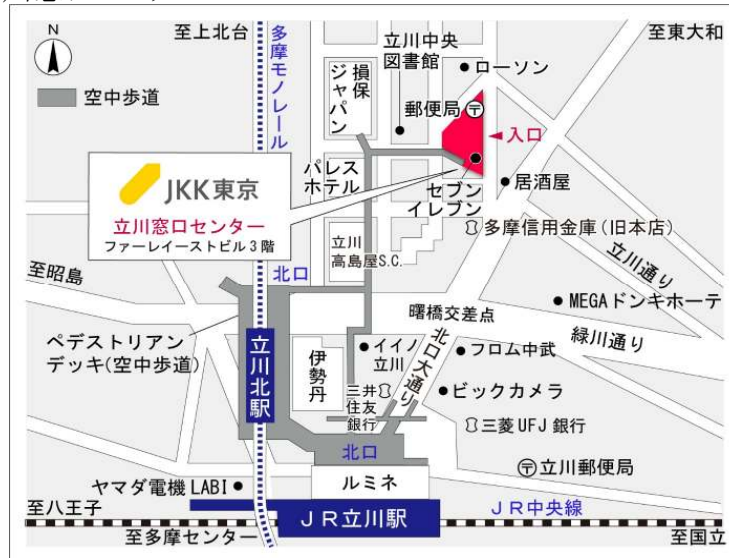 N
至上北台
至東大和
空中歩道
多摩モノレール
損保
ジャパン
立川中央
図書館
ローソン
郵便局
入口
JKK東京
立川窓口センター
ファーレイーストビル3階
パレス
ホテル
セブン
イレブン
居酒屋
多摩信用金庫(旧本店)
立川
高島屋S.C.
立川通り
北口
至昭島
MEGAドンキホーテ
曙橋交差点
緑川通り
ペデストリアン
デッキ(空中歩道)
立川北駅
伊勢丹
イイノ
立川
北口大通り
フロム中武
三井
住友
銀行
ビックカメラ
三菱UFJ銀行
北口
立川郵便局
ルミネ
ヤマダ電機LABI
至八王子
JR立川駅
JR中央線
至多摩センター
至国立